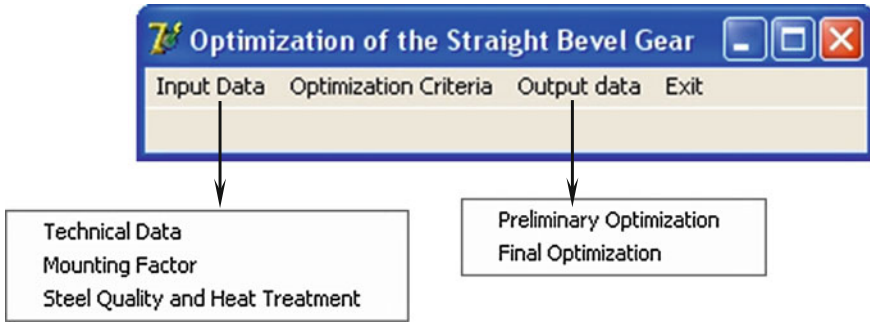 Optimization of the Straight Bevel Gear
Input Data Optimization Criteria Output data Exit
Technical Data
Mounting Factor
Steel Quality and Heat Treatment
Preliminary Optimization
Final Optimization